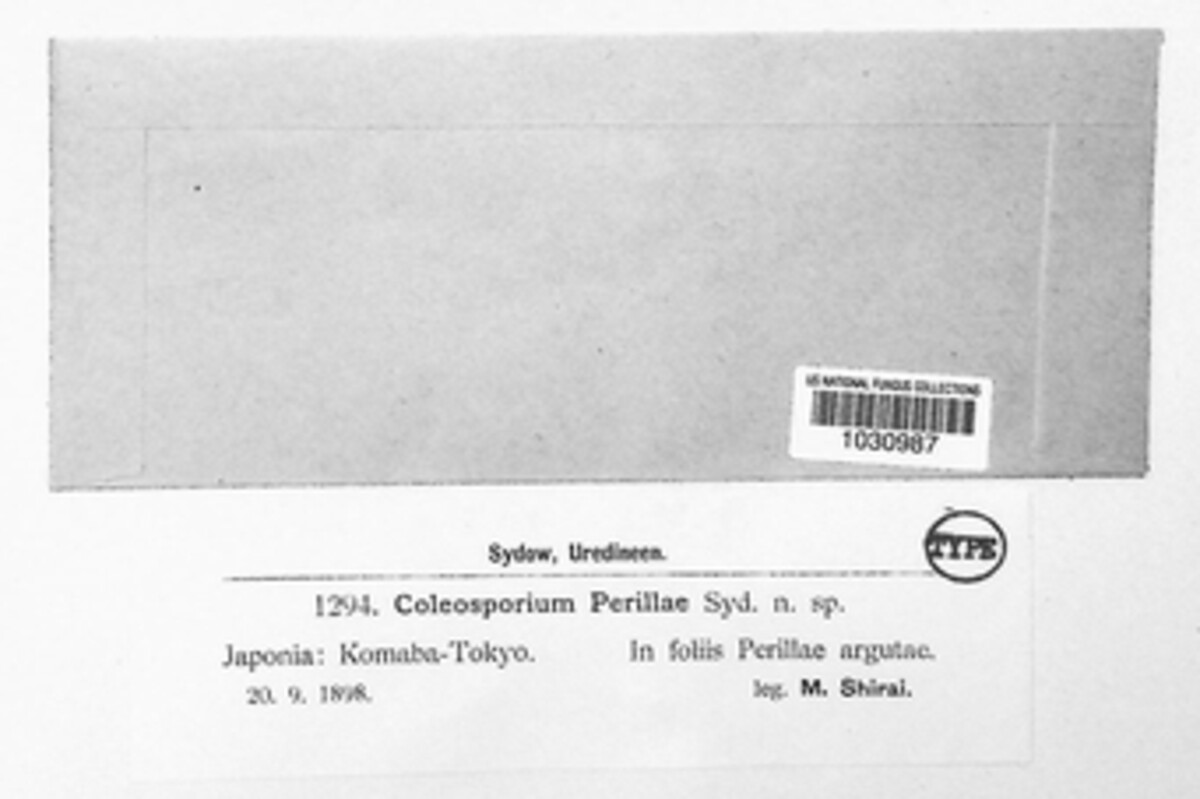 US NATIONAL FUNGUS COLLECTIONS
1030987
TYPE
Sydow, Uredineen.
1294. Coleosporium Perillae Syd. n. sp.
Japonia: Komaba-Tokyo. In foliis Perillae argutae.
20. 9. 1898. leg. M. Shirai.